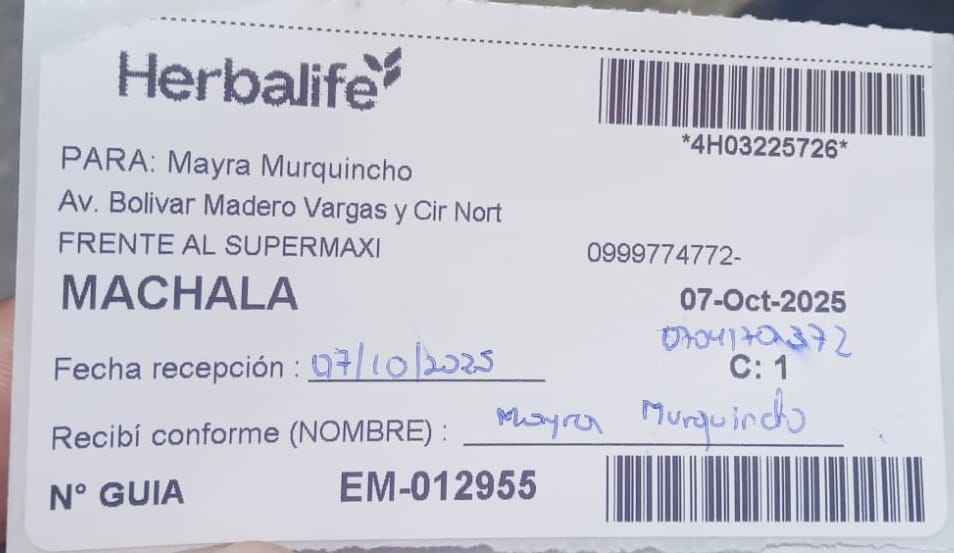 Herbalife
*4H03225726*
PARA: Mayra Murquincho
Av. Bolivar Madero Vargas y Cir Nort
FRENTE AL SUPERMAXI 0999774772-
MACHALA 07-Oct-2025
0704170372
Fecha recepción : 07/10/2025 C: 1
Recibí conforme (NOMBRE) : Mayra Murquincho
N° GUIA EM-012955